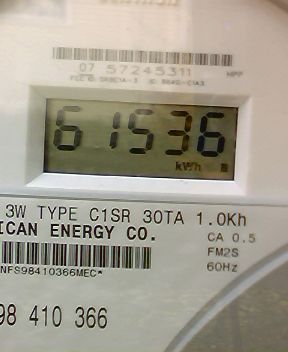 07 57245311 HPP
61536
kWh
3W TYPE C1SR 30TA 1.0Kh
ICAN ENERGY CO.
CA 0.5
FM2S
60Hz
NFS98410366MEC*
98 410 366